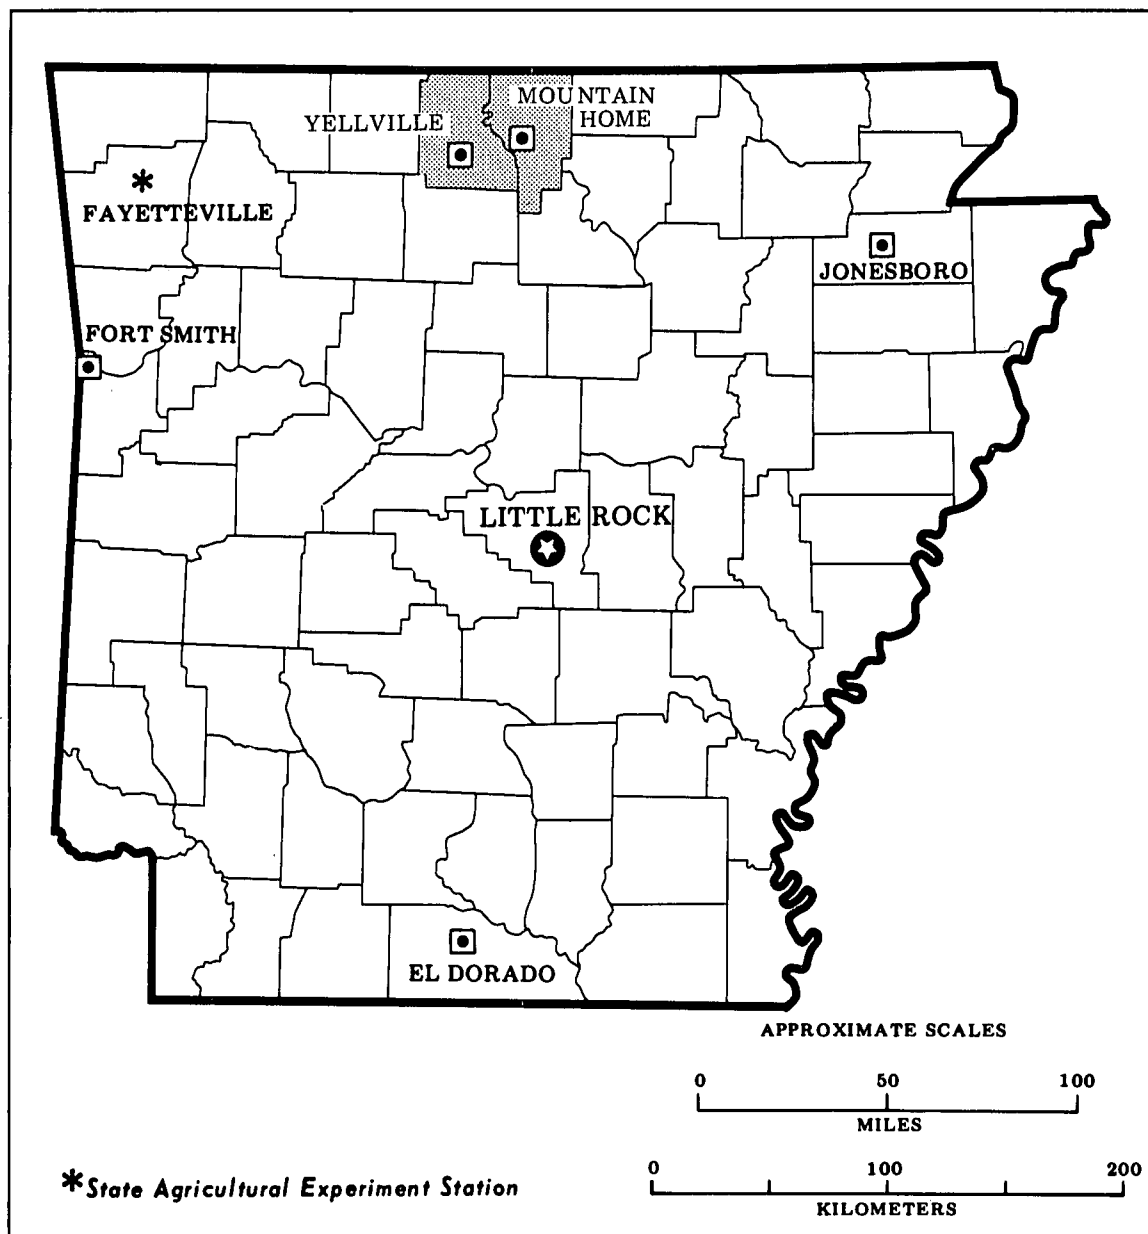 MOUNTAIN
HOME
YELLVILLE
FAYETTEVILLE
JONESBORO
FORT SMITH
LITTLE ROCK
EL DORADO
APPROXIMATE SCALES
0 50 100
MILES
0 100 200
KILOMETERS
*State Agricultural Experiment Station